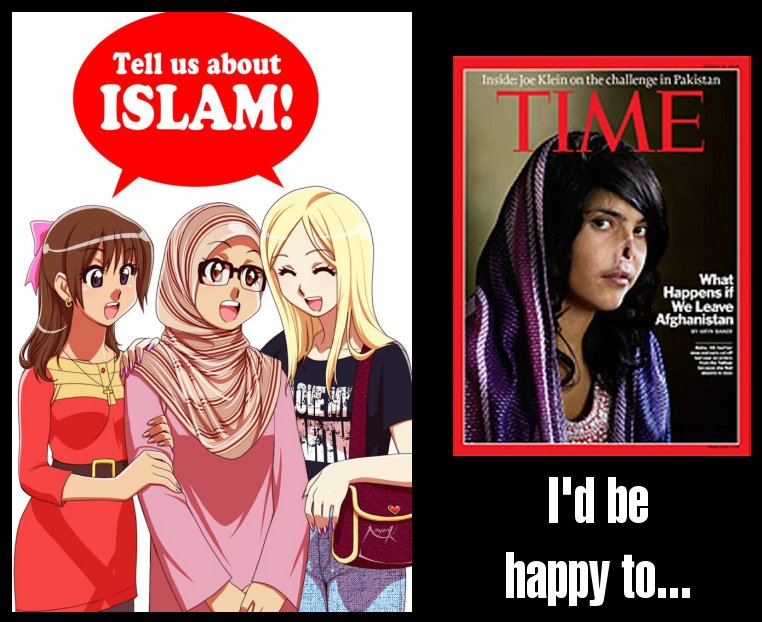 Tell us about
ISLAM!
Inside: Joe Klein on the challenge in Pakistan
TIME
What
Happens if
We Leave
Afghanistan
I'd be
happy to...